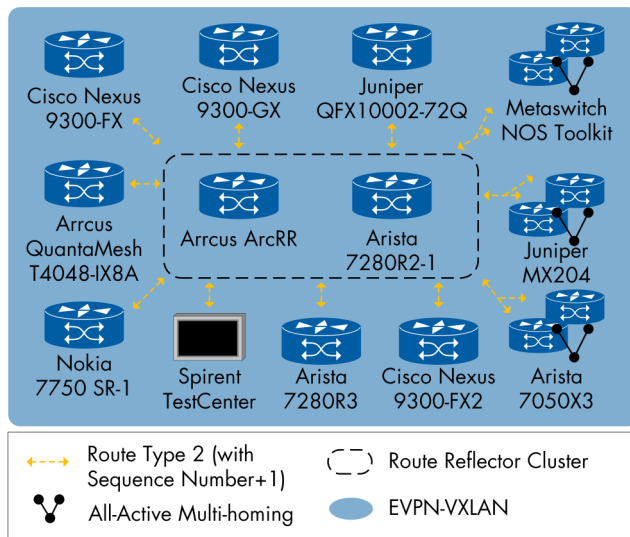 Cisco Nexus
9300-FX
Cisco Nexus
9300-GX
Juniper
QFX10002-72Q
Metaswitch
NOS Toolkit
Arrcus
QuantaMesh
T4048-IX8A
Arrcus ArcRR
Arista
7280R2-1
Juniper
MX204
Nokia
7750 SR-1
Spirent
TestCenter
Arista
7280R3
Cisco Nexus
9300-FX2
Arista
7050X3
Route Type 2 (with
Sequence Number+1)
Route Reflector Cluster
All-Active Multi-homing
EVPN-VXLAN